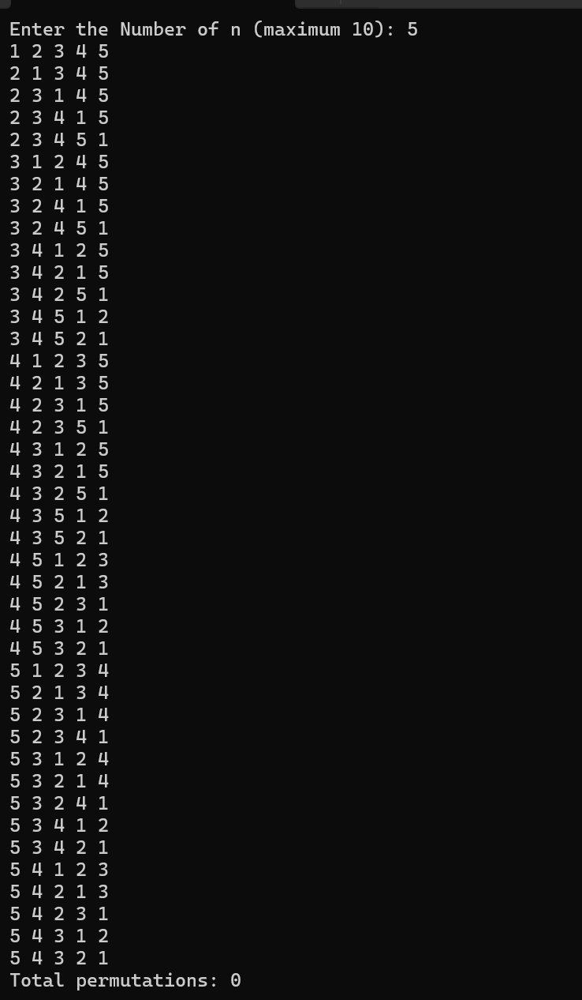 Enter the Number of n (maximum 10): 5
1 2 3 4 5
2 1 3 4 5
2 3 1 4 5
2 3 4 1 5
2 3 4 5 1
3 1 2 4 5
3 2 1 4 5
3 2 4 1 5
3 2 4 5 1
3 4 1 2 5
3 4 2 1 5
3 4 2 5 1
3 4 5 1 2
3 4 5 2 1
4 1 2 3 5
4 2 1 3 5
4 2 3 1 5
4 2 3 5 1
4 3 1 2 5
4 3 2 1 5
4 3 2 5 1
4 3 5 1 2
4 3 5 2 1
4 5 1 2 3
4 5 2 1 3
4 5 2 3 1
4 5 3 1 2
4 5 3 2 1
5 1 2 3 4
5 2 1 3 4
5 2 3 1 4
5 2 3 4 1
5 3 1 2 4
5 3 2 1 4
5 3 2 4 1
5 3 4 1 2
5 3 4 2 1
5 4 1 2 3
5 4 2 1 3
5 4 2 3 1
5 4 3 1 2
5 4 3 2 1
Total permutations: 0